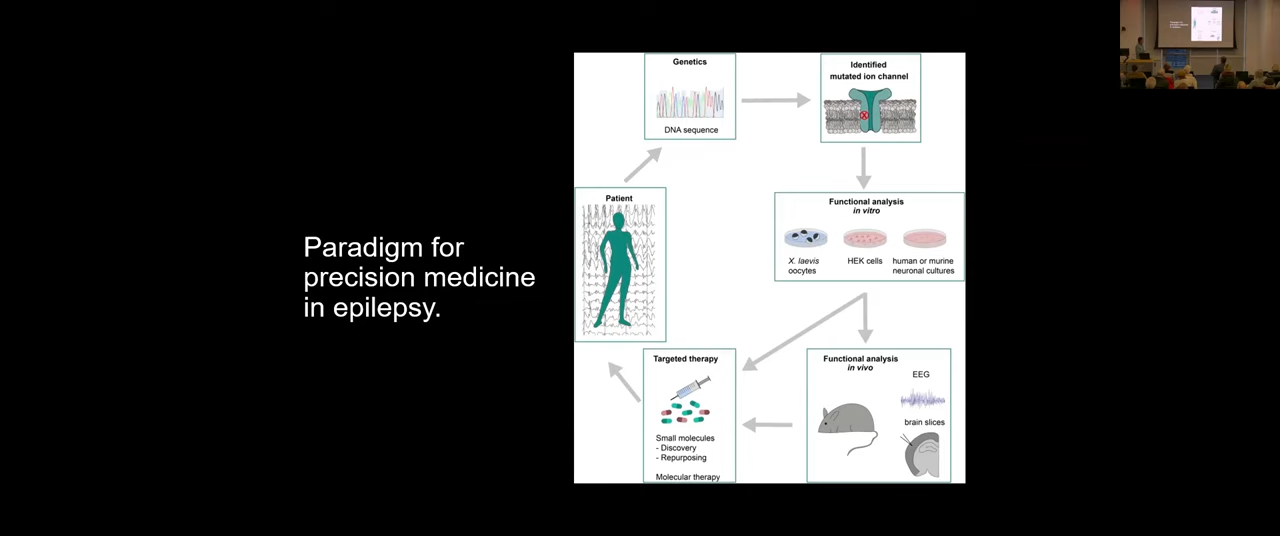 Paradigm for
precision medicine
in epilepsy.
Genetics
DNA sequence
Identified
mutated ion channel
X
Patient
Functional analysis
in vitro
X. laevis
oocytes
HEK cells
human or murine
neuronal cultures
Targeted therapy
Small molecules
- Discovery
- Repurposing
Molecular therapy
Functional analysis
in vivo
EEG
brain slices